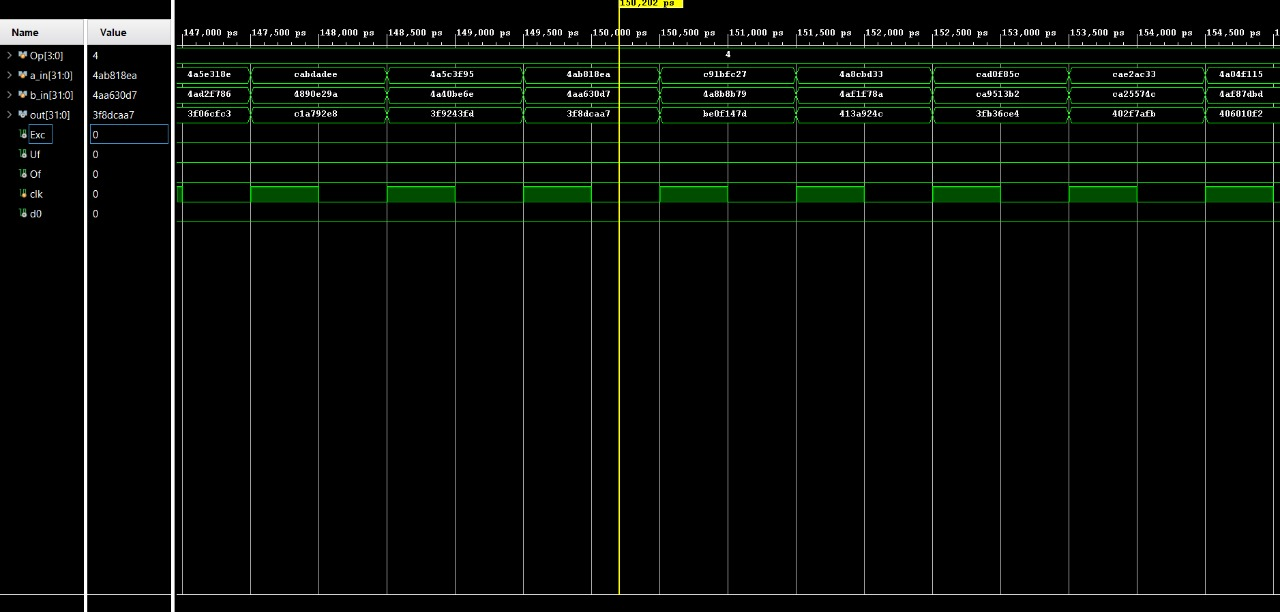 150,202 ps
Name Value
147,000 ps 147,500 ps 148,000 ps 148,500 ps 149,000 ps 149,500 ps 150,000 ps 150,500 ps 151,000 ps 151,500 ps 152,000 ps 152,500 ps 153,000 ps 153,500 ps 154,000 ps 154,500 ps
Op[3:0] 4 4
a_in[31:0] 4ab818ea 4a5e318e cabdadee 4a5c3f95 4ab818ea c91bfc27 4a8cbd33 cad0f85c cae2ac33 4a04f115
b_in[31:0] 4aa630d7 4ad2f786 4890e29a 4a40be6e 4aa630d7 4a8b8b79 4af1f78a ca9513b2 ca25574c 4af87dbd
out[31:0] 3f8dcaa7 3f06cfc3 c1a792e8 3f9243fd 3f8dcaa7 be0f147d 413a924c 3fb36ce4 402f7afb 406010f2
Exc 0
Uf 0
Of 0
clk 0
d0 0